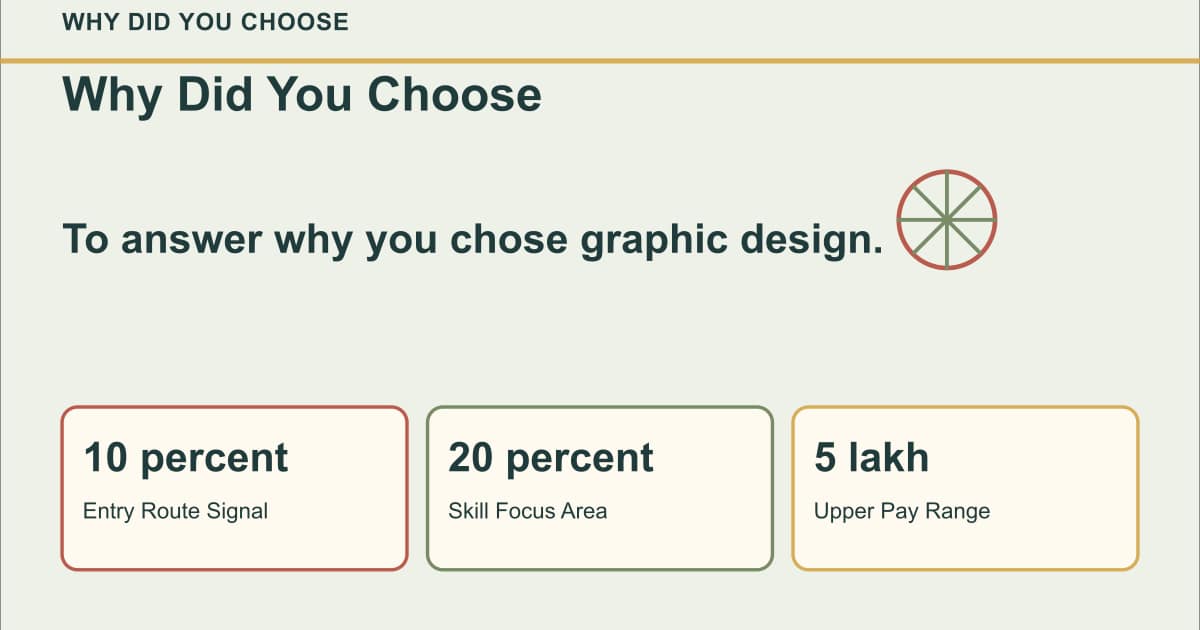 WHY DID YOU CHOOSE
Why Did You Choose
To answer why you chose graphic design.
10 percent
Entry Route Signal
20 percent
Skill Focus Area
5 lakh
Upper Pay Range